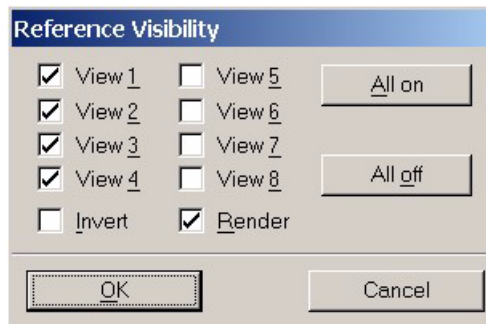 Reference Visibility
View 1 View 5 All on
View 2 View 6
View 3 View 7
View 4 View 8 All off
Invert Render
OK Cancel